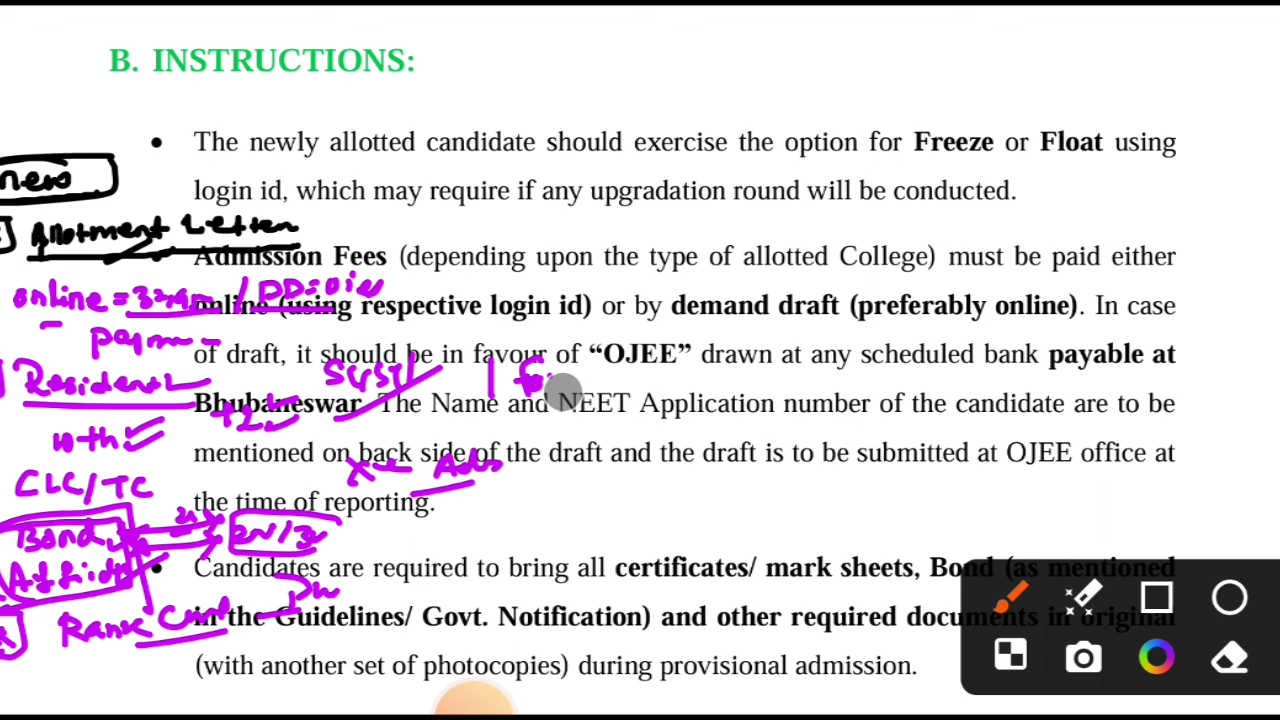 B. INSTRUCTIONS:
• The newly allotted candidate should exercise the option for Freeze or Float using
login id, which may require if any upgradation round will be conducted.
new
Allotment Letter
Admission Fees (depending upon the type of allotted College) must be paid either
online = / DD=
online (using respective login id) or by demand draft (preferably online). In case
of draft, it should be in favour of “OJEE” drawn at any scheduled bank payable at
Bhubaneswar. The Name and NEET Application number of the candidate are to be
10th +2
mentioned on back side of the draft and the draft is to be submitted at OJEE office at
CLC/TC
the time of reporting.
Bond
• Candidates are required to bring all certificates/ mark sheets, Bond (as mentioned
in the Guidelines/ Govt. Notification) and other required documents in original
Rank Card
(with another set of photocopies) during provisional admission.